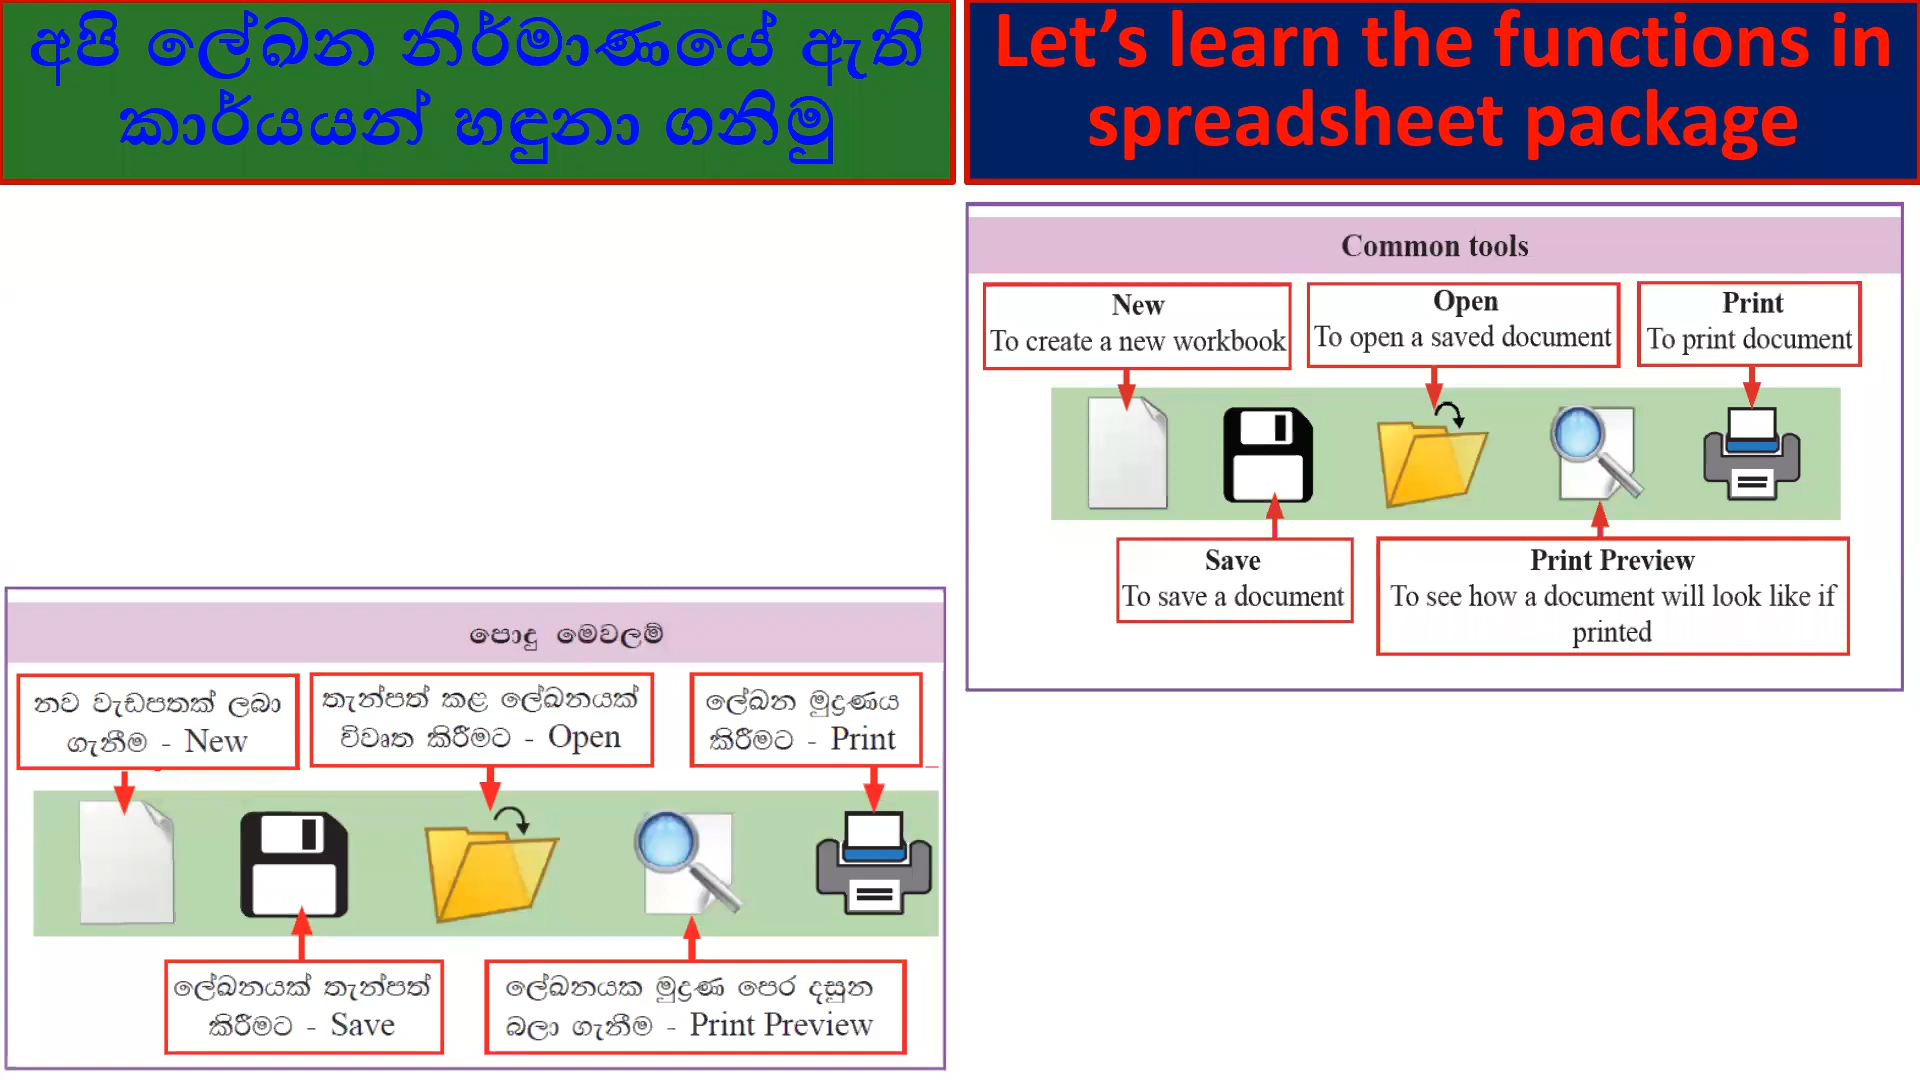 අපි ලේඛන නිර්මාණයේ ඇති
කාර්යයන් හඳුනා ගනිමු
Let’s learn the functions in
spreadsheet package
Common tools
New
To create a new workbook
Open
To open a saved document
Print
To print document
Save
To save a document
Print Preview
To see how a document will look like if
printed
පොදු මෙවලම්
නව වැඩපතක් ලබා
ගැනීම - New
තැන්පත් කළ ලේඛනයක්
විවෘත කිරීමට - Open
ලේඛන මුද්‍රණය
කිරීමට - Print
ලේඛනයක් තැන්පත්
කිරීමට - Save
ලේඛනයක මුද්‍රණ පෙර දසුන
බලා ගැනීම - Print Preview